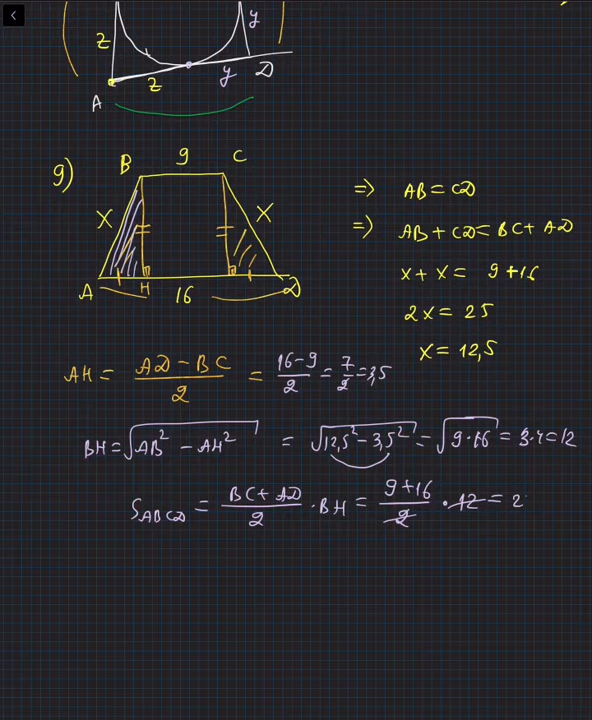 y
z
y D
z
A
9)
B 9 C
X X
A H 16 D
=> AB = CD
=> AB + CD = BC + AD
x + x = 9 + 16
2x = 25
x = 12,5
AH = (AD − BC)/2 = (16−9)/2 = 7/2 = 3,5
BH = √(AB² − AH²) = √(12,5² − 3,5²) = √(9·16) = 3·4 = 12
S_ABCD = (BC + AD)/2 · BH = (9+16)/2 · 12 = 2